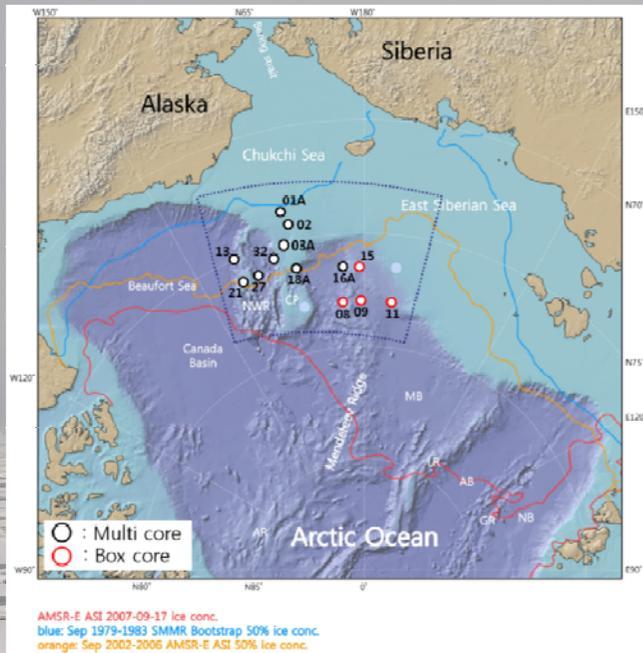 W150° N65° W180°
Bering strait
Siberia
Alaska
E150°
Chukchi Sea
N70°
01A
East Siberian Sea
02
03A
13 32 15
18A 16A
Beaufort Sea
21 27
NWR CP 08 09 11
Canada
Basin
N75°
W120°
MB
E120°
Mendeleev Ridge
LR
AB
GR NB
AR
Arctic Ocean
: Multi core
: Box core
W90° E90°
N80° N85° 0°
AMSR-E ASI 2007-09-17 ice conc.
blue: Sep 1979-1983 SMMR Bootstrap 50% ice conc.
orange: Sep 2002-2006 AMSR-E ASI 50% ice conc.